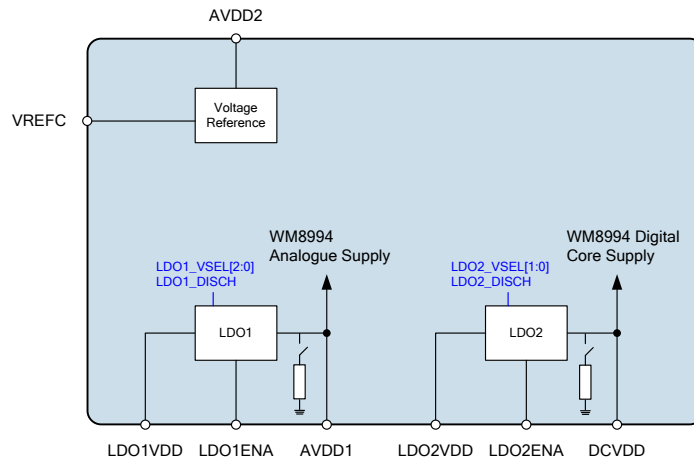 AVDD2
Voltage
Reference
VREFC
WM8994
Analogue Supply
LDO1_VSEL[2:0]
LDO1_DISCH
WM8994 Digital
Core Supply
LDO2_VSEL[1:0]
LDO2_DISCH
LDO1
LDO2
LDO1VDD
LDO1ENA
AVDD1
LDO2VDD
LDO2ENA
DCVDD